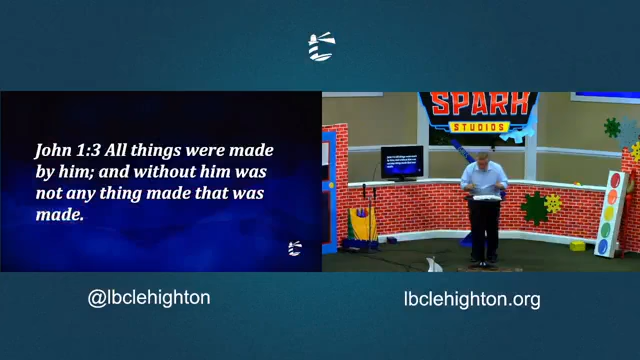 John 1:3 All things were made
by him; and without him was
not any thing made that was
made.
SPARK
STUDIOS
@lbclehighton
lbclehighton.org